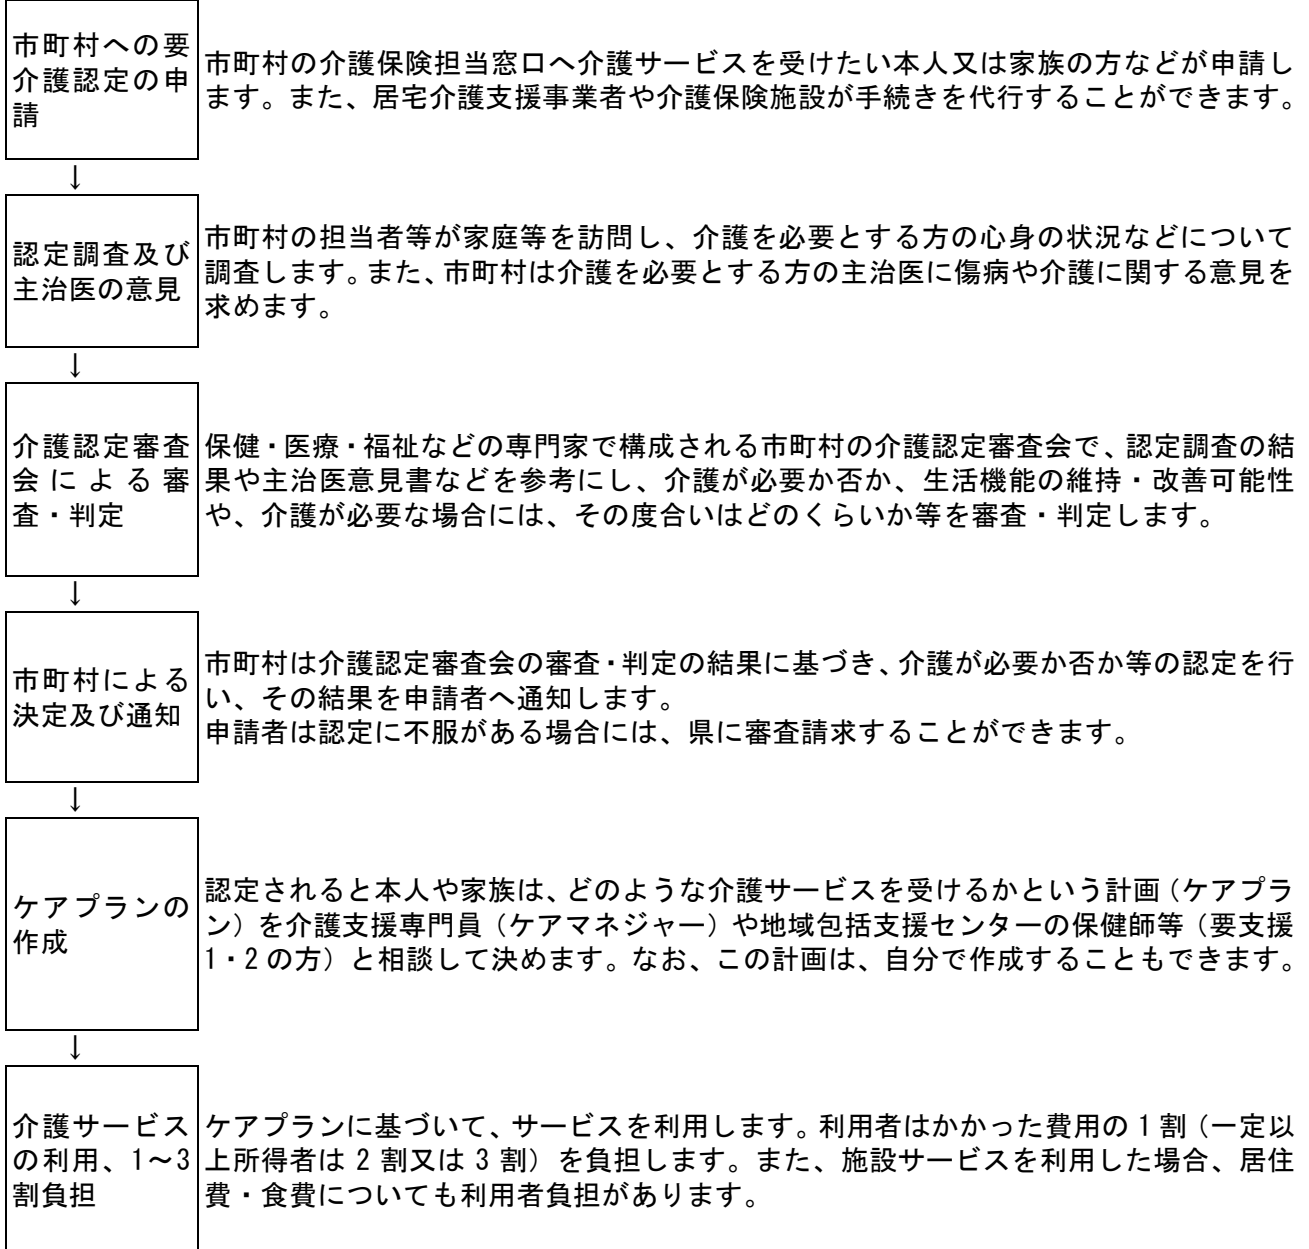 市町村への要
介護認定の申
請
市町村の介護保険担当窓口へ介護サービスを受けたい本人又は家族の方などが申請し
ます。また、居宅介護支援事業者や介護保険施設が手続きを代行することができます。
↓
認定調査及び
主治医の意見
市町村の担当者等が家庭等を訪問し、介護を必要とする方の心身の状況などについて
調査します。また、市町村は介護を必要とする方の主治医に傷病や介護に関する意見を
求めます。
↓
介護認定審査
会による審
査・判定
保健・医療・福祉などの専門家で構成される市町村の介護認定審査会で、認定調査の結
果や主治医意見書などを参考にし、介護が必要か否か、生活機能の維持・改善可能性
や、介護が必要な場合には、その度合いはどのくらいか等を審査・判定します。
↓
市町村による
決定及び通知
市町村は介護認定審査会の審査・判定の結果に基づき、介護が必要か否か等の認定を行
い、その結果を申請者へ通知します。
申請者は認定に不服がある場合には、県に審査請求することができます。
↓
ケアプランの
作成
認定されると本人や家族は、どのような介護サービスを受けるかという計画（ケアプラ
ン）を介護支援専門員（ケアマネジャー）や地域包括支援センターの保健師等（要支援
1・2の方）と相談して決めます。なお、この計画は、自分で作成することもできます。
↓
介護サービス
の利用、1～3
割負担
ケアプランに基づいて、サービスを利用します。利用者はかかった費用の1割（一定以
上所得者は2割又は3割）を負担します。また、施設サービスを利用した場合、居住
費・食費についても利用者負担があります。